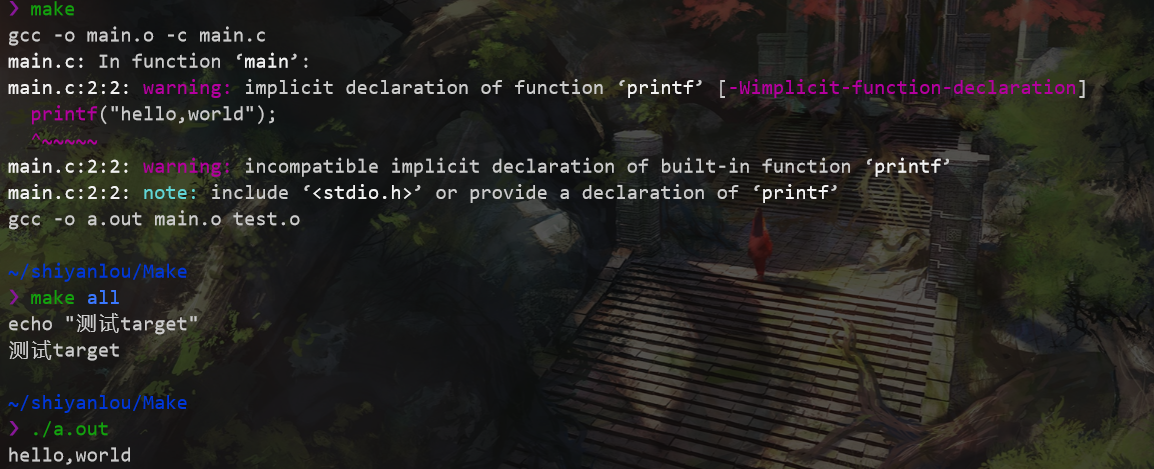 ❯ make
gcc -o main.o -c main.c
main.c: In function ‘main’:
main.c:2:2: warning: implicit declaration of function ‘printf’ [-Wimplicit-function-declaration]
  printf("hello,world");
  ^~~~~~
main.c:2:2: warning: incompatible implicit declaration of built-in function ‘printf’
main.c:2:2: note: include ‘<stdio.h>’ or provide a declaration of ‘printf’
gcc -o a.out main.o test.o
~/shiyanlou/Make
❯ make all
echo "测试target"
测试target
~/shiyanlou/Make
❯ ./a.out
hello,world